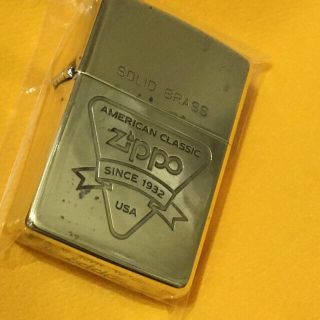 SOLID BRASS
AMERICAN CLASSIC
Zippo
SINCE 1932
USA